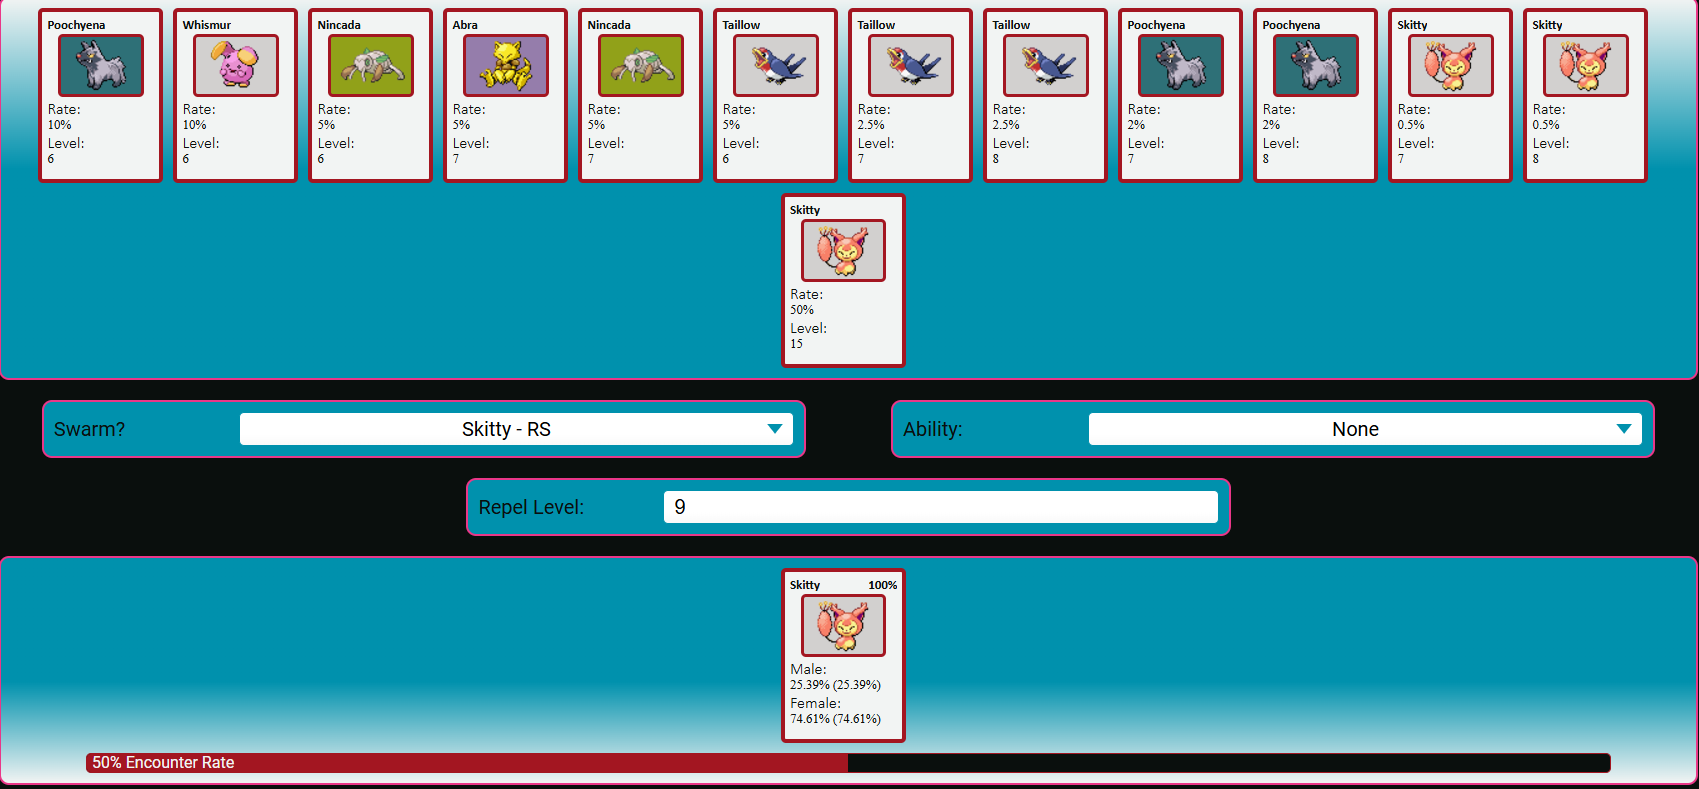 Poochyena
Rate:
10%
Level:
6
Whismur
Rate:
10%
Level:
6
Nincada
Rate:
5%
Level:
6
Abra
Rate:
5%
Level:
7
Nincada
Rate:
5%
Level:
7
Taillow
Rate:
5%
Level:
6
Taillow
Rate:
2.5%
Level:
7
Taillow
Rate:
2.5%
Level:
8
Poochyena
Rate:
2%
Level:
7
Poochyena
Rate:
2%
Level:
8
Skitty
Rate:
0.5%
Level:
7
Skitty
Rate:
0.5%
Level:
8
Skitty
Rate:
50%
Level:
15
Swarm?
Skitty - RS
Ability:
None
Repel Level:
9
Skitty 100%
Male:
25.39% (25.39%)
Female:
74.61% (74.61%)
50% Encounter Rate